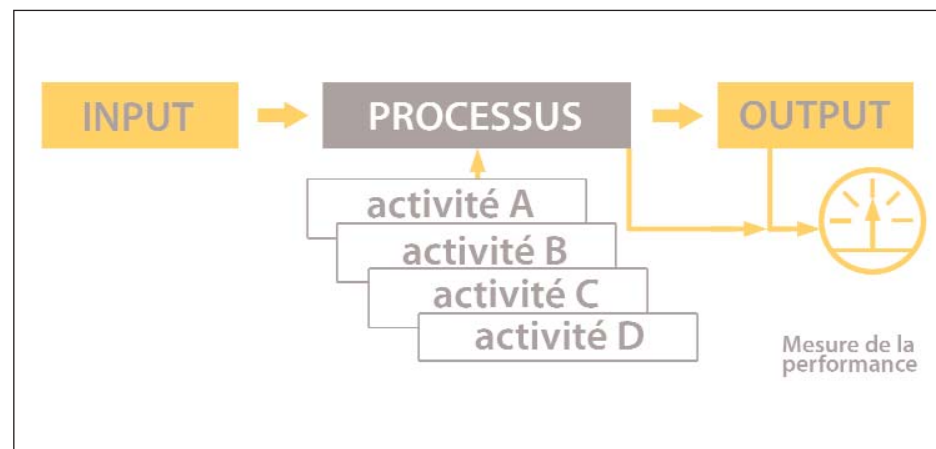 INPUT
PROCESSUS
OUTPUT
activité A
activité B
activité C
activité D
Mesure de la
performance